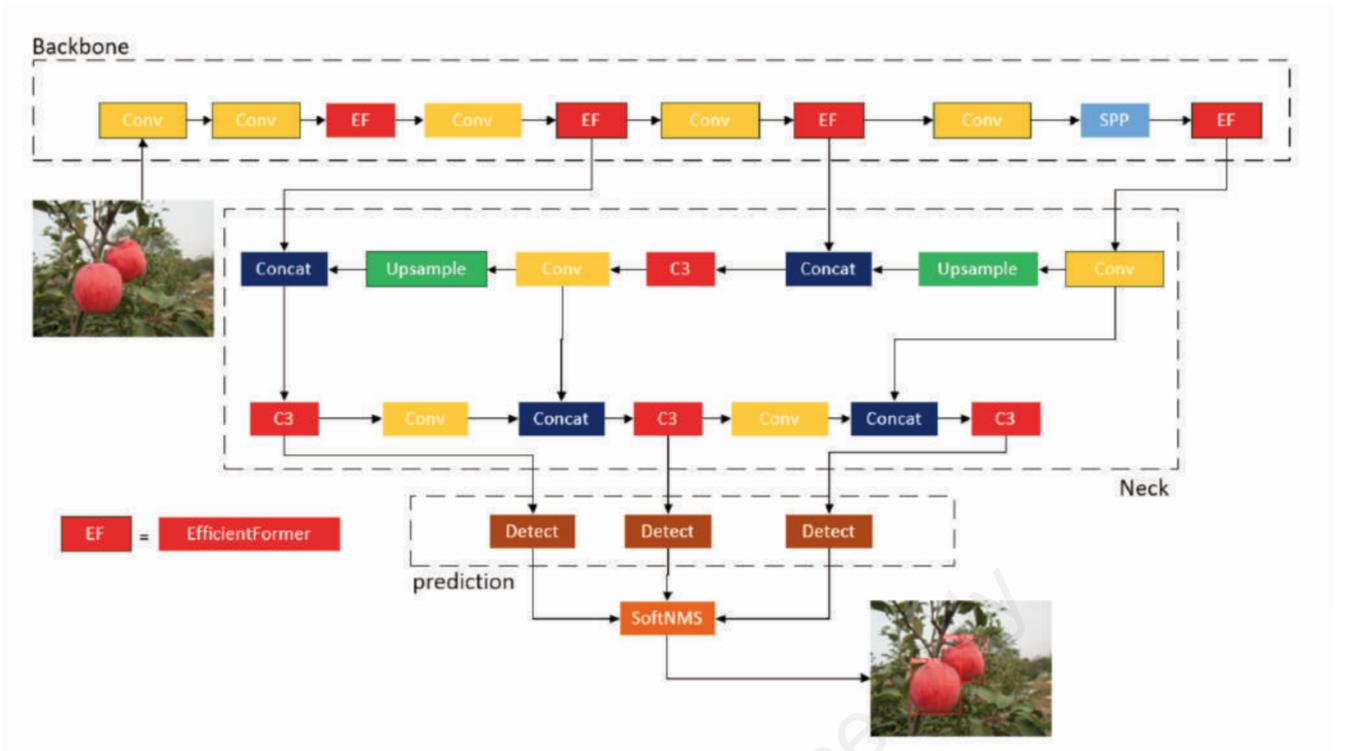 Backbone
Conv Conv EF Conv EF Conv EF Conv SPP EF
Concat Upsample Conv C3 Concat Upsample Conv
C3 Conv Concat C3 Conv Concat C3
Neck
EF = EfficientFormer
Detect Detect Detect
prediction
SoftNMS